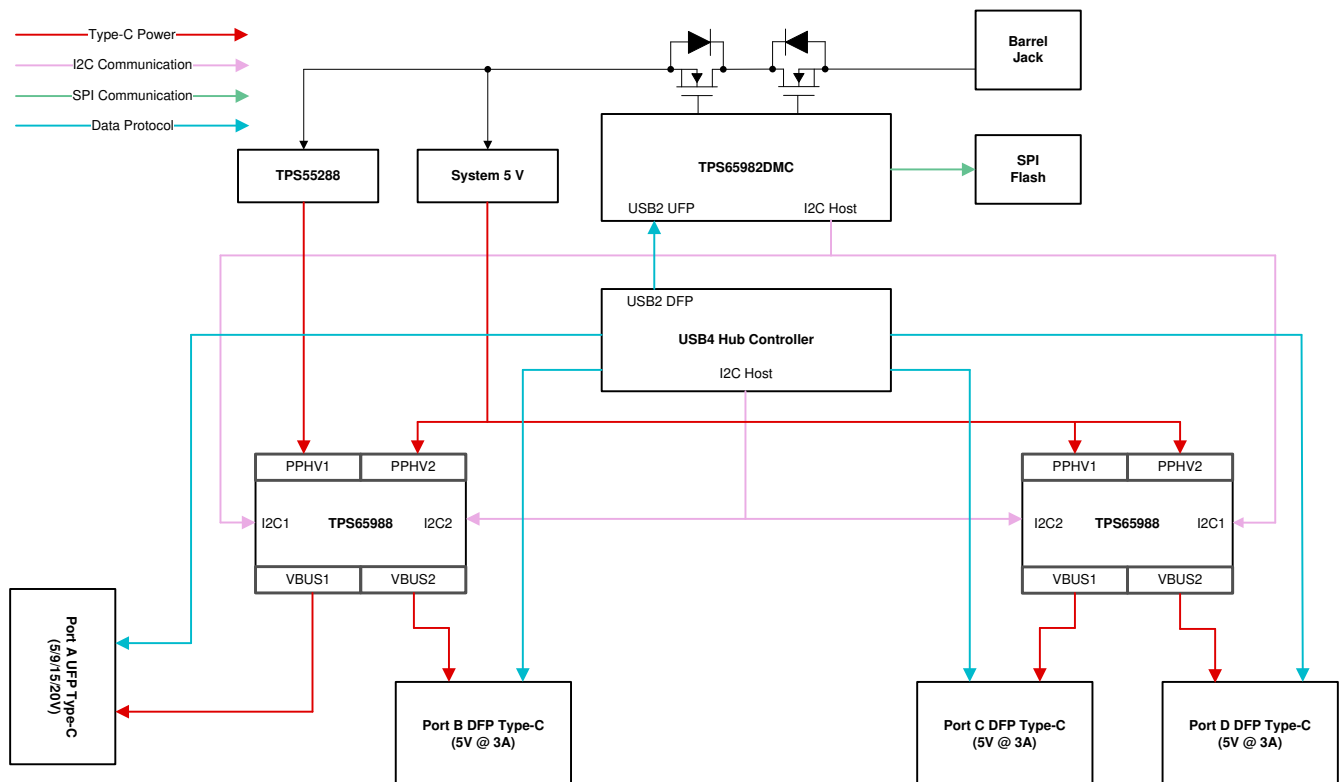 Type-C Power
I2C Communication
SPI Communication
Data Protocol
Barrel
Jack
TPS55288
System 5 V
TPS65982DMC
USB2 UFP
I2C Host
SPI
Flash
USB2 DFP
USB4 Hub Controller
I2C Host
PPHV1
PPHV2
I2C1
TPS65988
I2C2
VBUS1
VBUS2
PPHV1
PPHV2
I2C2
TPS65988
I2C1
VBUS1
VBUS2
Port A UFP Type-C
(5/9/15/20V)
Port B DFP Type-C
(5V @ 3A)
Port C DFP Type-C
(5V @ 3A)
Port D DFP Type-C
(5V @ 3A)